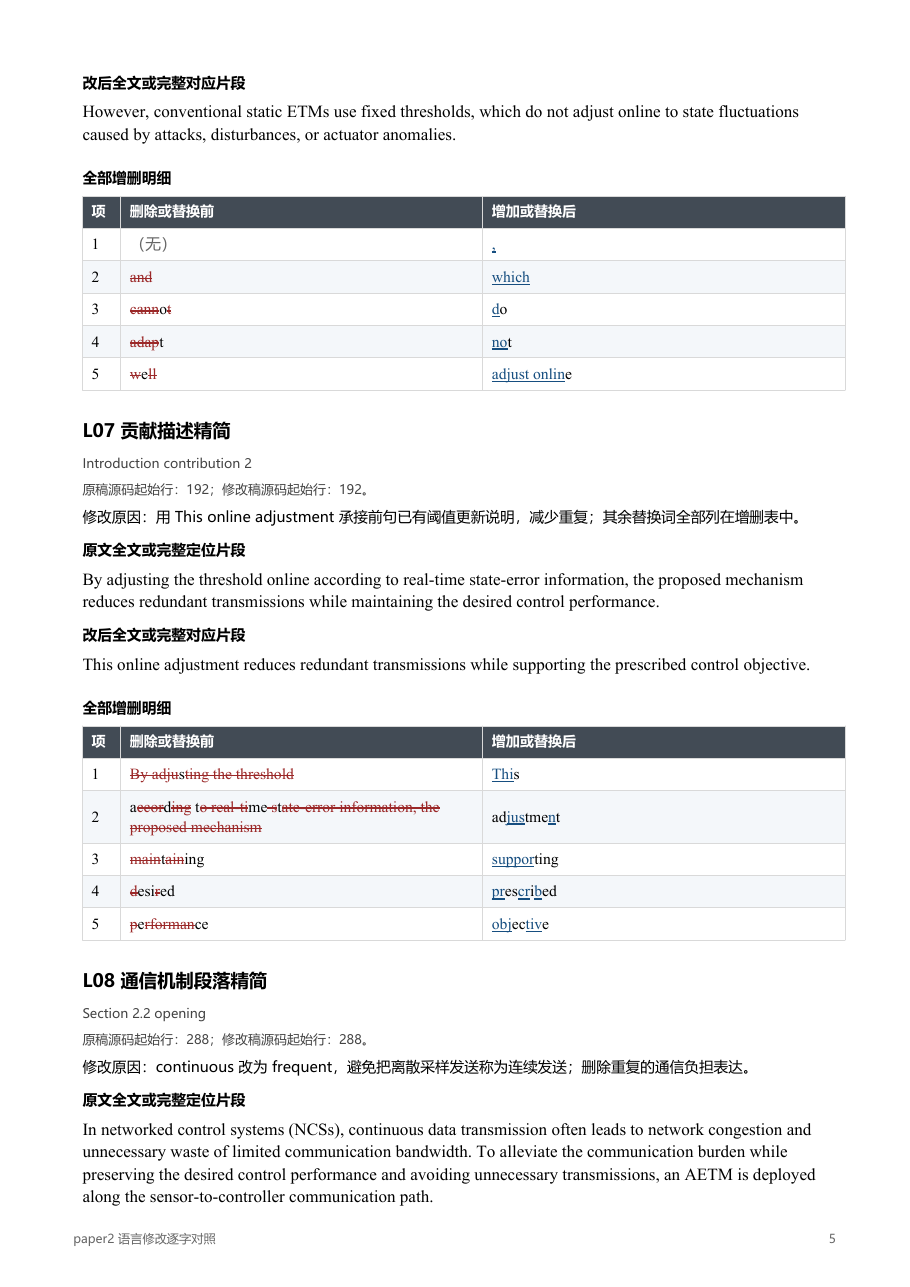 改后全文或完整对应片段
However, conventional static ETMs use fixed thresholds, which do not adjust online to state fluctuations
caused by attacks, disturbances, or actuator anomalies.
全部增删明细
项 删除或替换前 增加或替换后
1 （无） ,
2 and which
3 cannot do
4 adapt not
5 well adjust online
L07 贡献描述精简
Introduction contribution 2
原稿源码起始行：192；修改稿源码起始行：192。
修改原因：用 This online adjustment 承接前句已有阈值更新说明，减少重复；其余替换词全部列在增删表中。
原文全文或完整定位片段
By adjusting the threshold online according to real-time state-error information, the proposed mechanism
reduces redundant transmissions while maintaining the desired control performance.
改后全文或完整对应片段
This online adjustment reduces redundant transmissions while supporting the prescribed control objective.
全部增删明细
项 删除或替换前 增加或替换后
1 By adjusting the threshold This
2 according to real-time state-error information, the
proposed mechanism adjustment
3 maintaining supporting
4 desired prescribed
5 performance objective
L08 通信机制段落精简
Section 2.2 opening
原稿源码起始行：288；修改稿源码起始行：288。
修改原因：continuous 改为 frequent，避免把离散采样发送称为连续发送；删除重复的通信负担表达。
原文全文或完整定位片段
In networked control systems (NCSs), continuous data transmission often leads to network congestion and
unnecessary waste of limited communication bandwidth. To alleviate the communication burden while
preserving the desired control performance and avoiding unnecessary transmissions, an AETM is deployed
along the sensor-to-controller communication path.
paper2 语言修改逐字对照 5